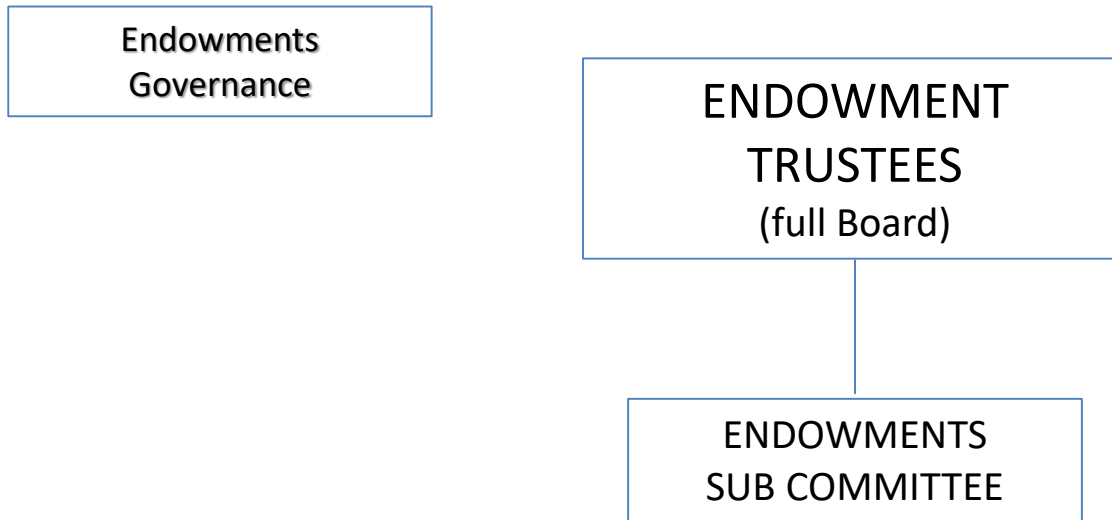 Endowments
Governance
ENDOWMENT
TRUSTEES
(full Board)
ENDOWMENTS
SUB COMMITTEE